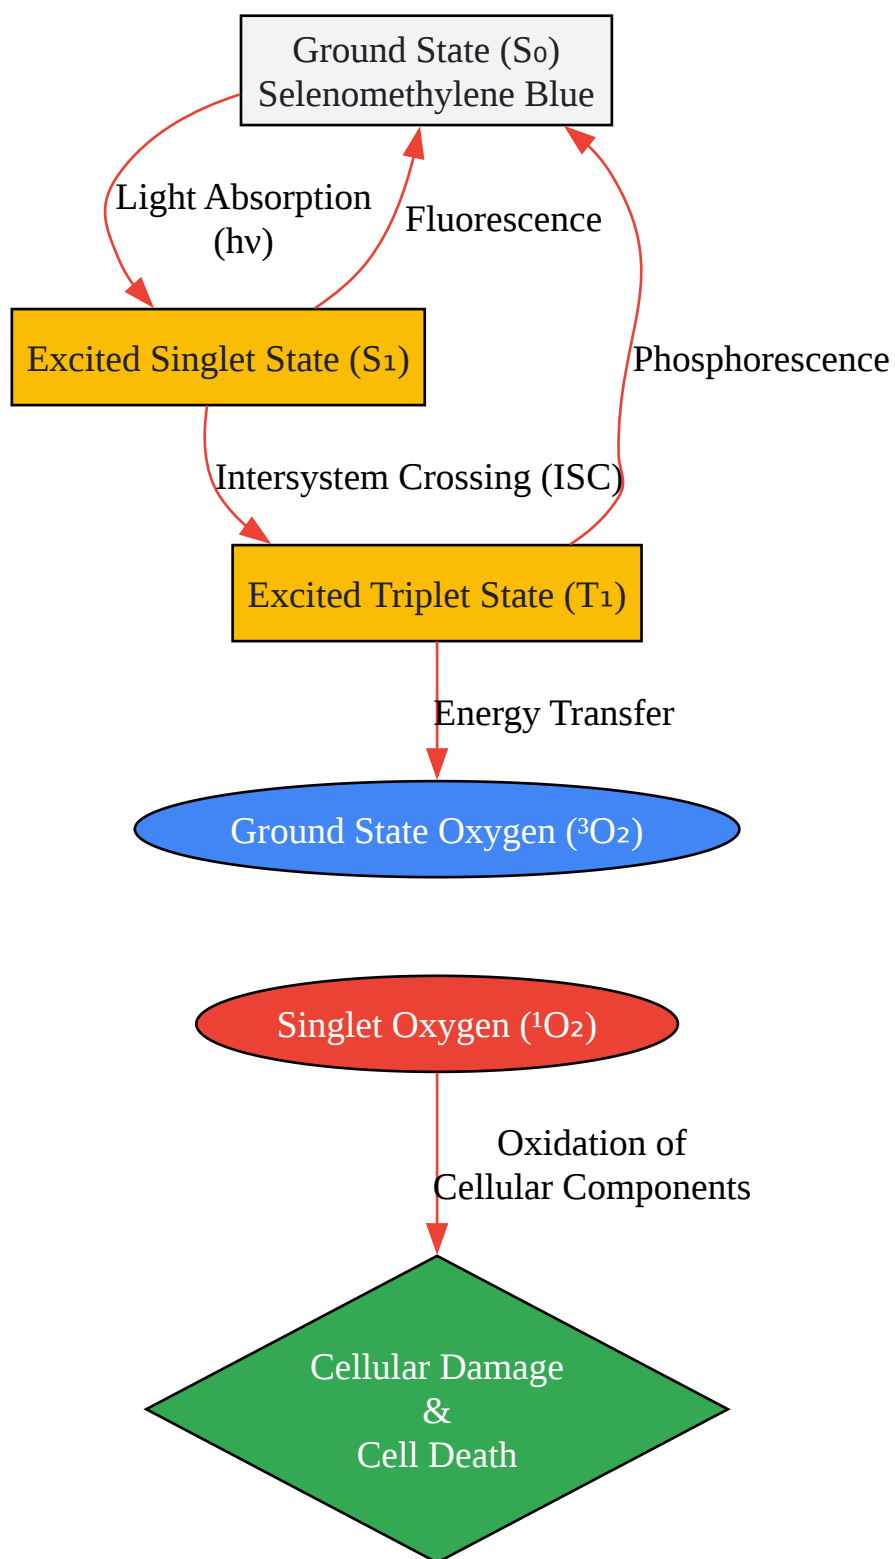 Ground State (S₀)
Selenomethylene Blue
Light Absorption
(hν)
Fluorescence
Excited Singlet State (S₁)
Phosphorescence
Intersystem Crossing (ISC)
Excited Triplet State (T₁)
Energy Transfer
Ground State Oxygen (³O₂)
Singlet Oxygen (¹O₂)
Oxidation of
Cellular Components
Cellular Damage
&
Cell Death